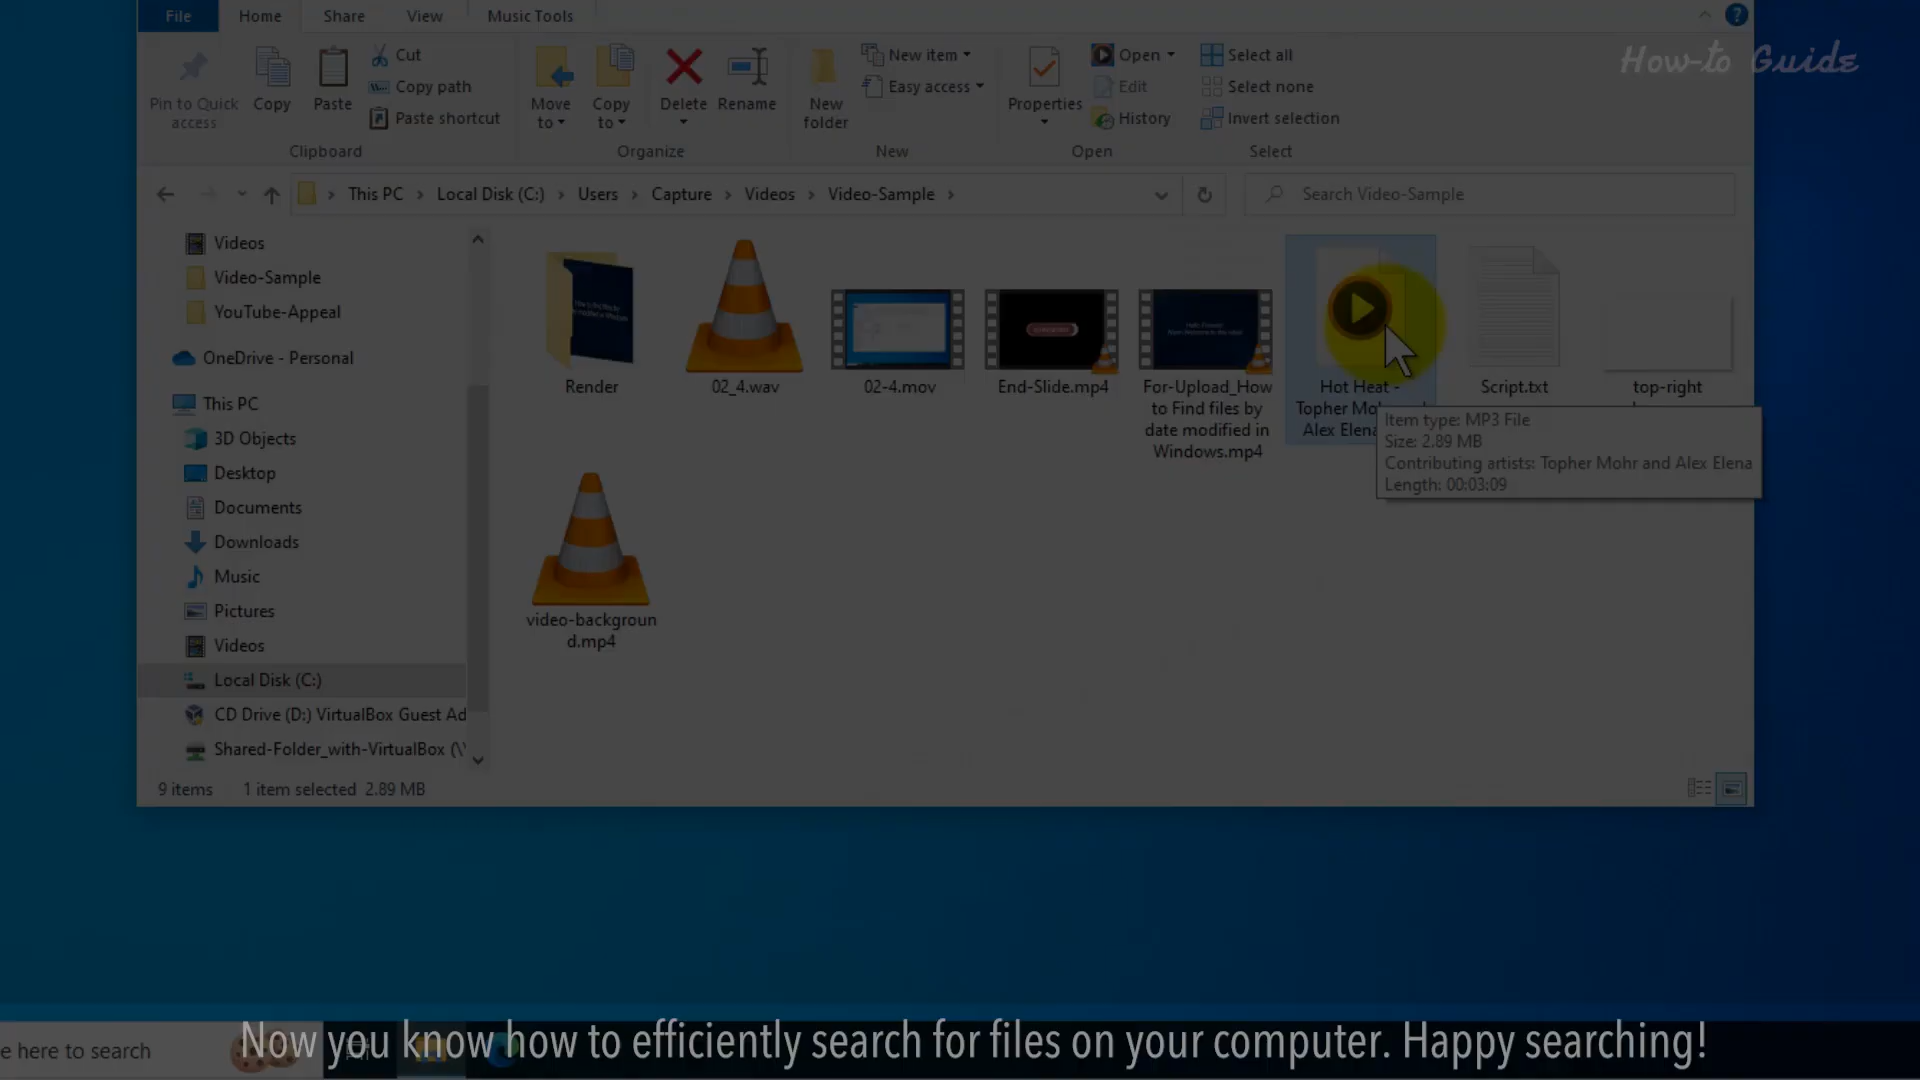 File Home Share View Music Tools
How-to Guide
Pin to Quick access
Copy
Paste
Cut
Copy path
Paste shortcut
Clipboard
Move to
Copy to
Delete
Rename
Organize
New folder
New item
Easy access
New
Properties
Open
Edit
History
Open
Select all
Select none
Invert selection
Select
This PC Local Disk (C:) Users Capture Videos Video-Sample
Search Video-Sample
Videos
Video-Sample
YouTube-Appeal
OneDrive - Personal
This PC
3D Objects
Desktop
Documents
Downloads
Music
Pictures
Videos
Local Disk (C:)
CD Drive (D:) VirtualBox Guest Ad
Shared-Folder_with-VirtualBox (\\
Render
02_4.wav
02-4.mov
End-Slide.mp4
For-Upload_How
to Find files by
date modified in
Windows.mp4
Hot Heat -
Topher Mo
Alex Elena
Script.txt
top-right
Item type: MP3 File
Size: 2.89 MB
Contributing artists: Topher Mohr and Alex Elena
Length: 00:03:09
video-backgroun
d.mp4
9 items 1 item selected 2.89 MB
e here to search
Now you know how to efficiently search for files on your computer. Happy searching!